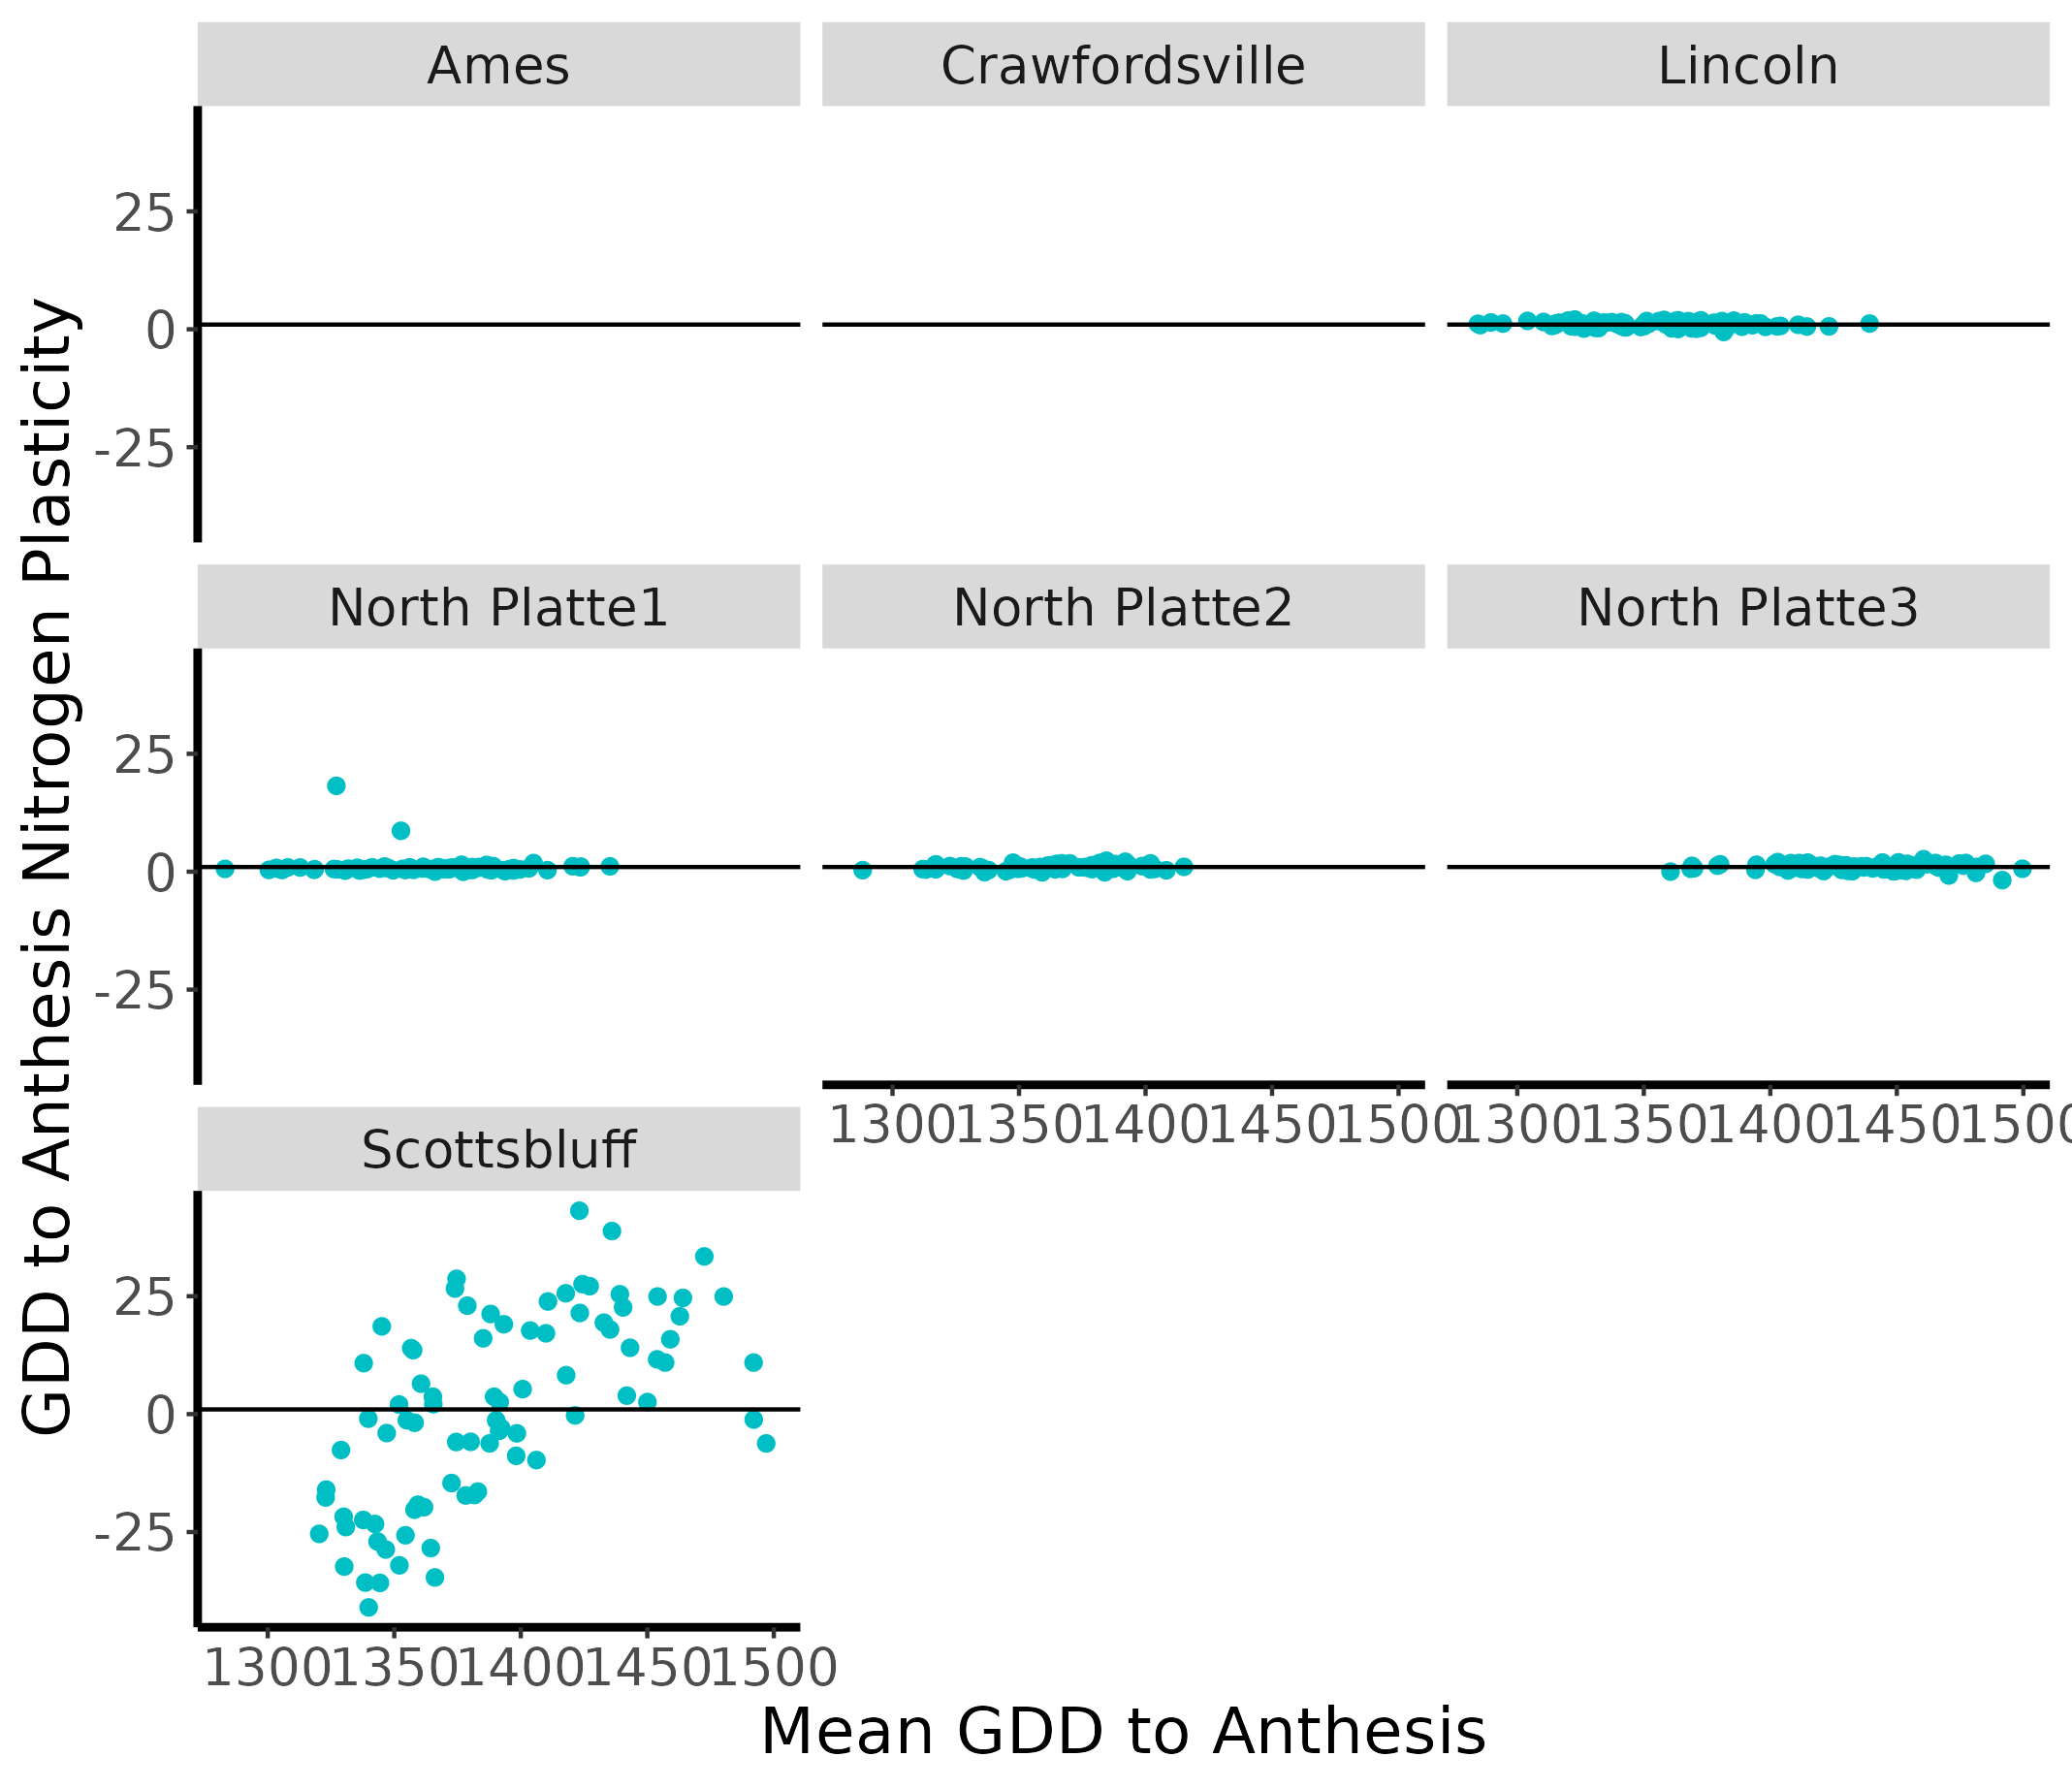 Ames
Crawfordsville
Lincoln
25
0
-25
North Platte1
North Platte2
North Platte3
25
0
-25
1300 1350 1400 1450 1500
1300 1350 1400 1450 1500
Scottsbluff
25
0
-25
1300 1350 1400 1450 1500
Mean GDD to Anthesis
GDD to Anthesis Nitrogen Plasticity